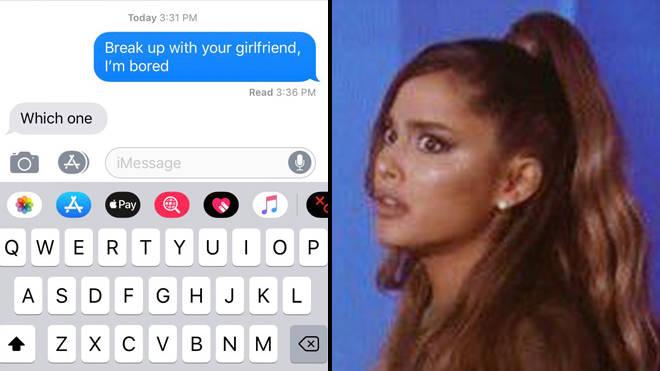 Today 3:31 PM
Break up with your girlfriend,
I'm bored
Read 3:36 PM
Which one
iMessage
Pay
Q W E R T Y U I O P
A S D F G H J K L
Z X C V B N M